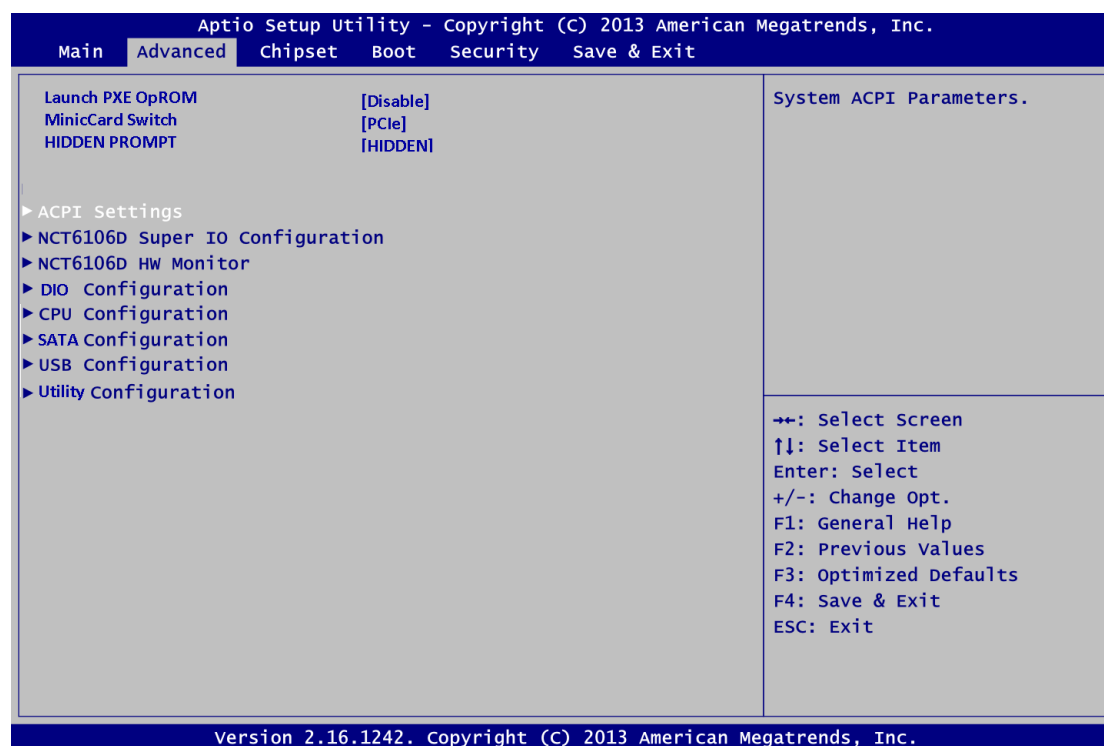 Aptio Setup Utility - Copyright (C) 2013 American Megatrends, Inc.
Main Advanced Chipset Boot Security Save & Exit
Launch PXE OpROM [Disable]
MinicCard Switch [PCIe]
HIDDEN PROMPT [HIDDEN]
►ACPI Settings
►NCT6106D Super IO Configuration
►NCT6106D HW Monitor
►DIO Configuration
►CPU Configuration
►SATA Configuration
►USB Configuration
►Utility Configuration
System ACPI Parameters.
→←: Select Screen
↑↓: Select Item
Enter: Select
+/-: Change Opt.
F1: General Help
F2: Previous Values
F3: Optimized Defaults
F4: Save & Exit
ESC: Exit
Version 2.16.1242. Copyright (C) 2013 American Megatrends, Inc.